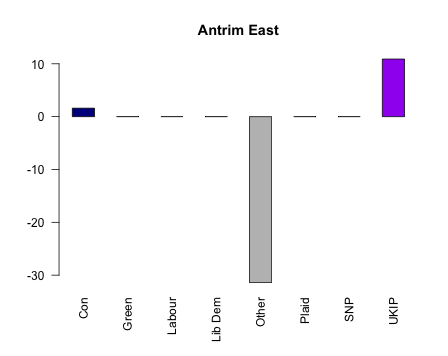 Antrim East
10
0
-10
-20
-30
Con
Green
Labour
Lib Dem
Other
Plaid
SNP
UKIP